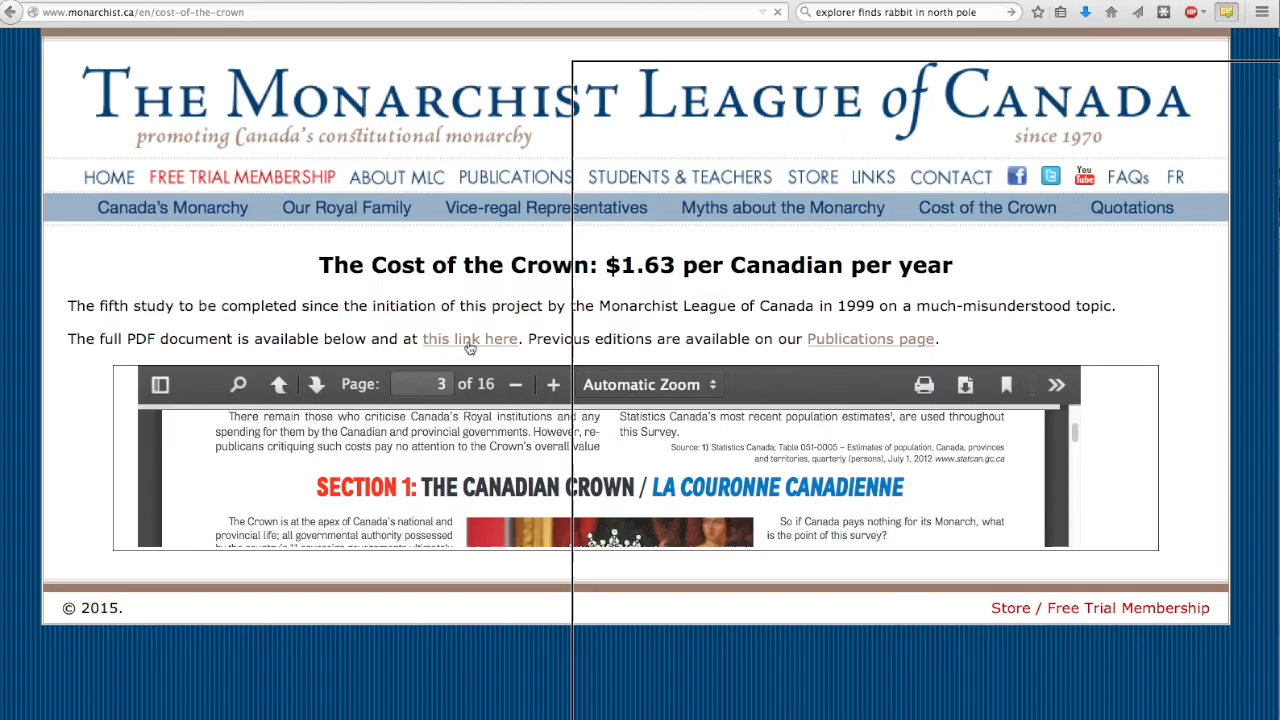 www.monarchist.ca/en/cost-of-the-crown
explorer finds rabbit in north pole
THE MONARCHIST LEAGUE of CANADA
promoting Canada's constitutional monarchy
since 1970
HOME FREE TRIAL MEMBERSHIP ABOUT MLC PUBLICATIONS STUDENTS & TEACHERS STORE LINKS CONTACT f t You Tube FAQs FR
Canada's Monarchy Our Royal Family Vice-regal Representatives Myths about the Monarchy Cost of the Crown Quotations
The Cost of the Crown: $1.63 per Canadian per year
The fifth study to be completed since the initiation of this project by the Monarchist League of Canada in 1999 on a much-misunderstood topic.
The full PDF document is available below and at this link here. Previous editions are available on our Publications page.
Page: 3 of 16 Automatic Zoom
There remain those who criticise Canada's Royal institutions and any
spending for them by the Canadian and provincial governments. However, re-
publicans critiquing such costs pay no attention to the Crown's overall value
Statistics Canada's most recent population estimates¹, are used throughout
this Survey.
Source: 1) Statistics Canada; Table 051-0005 – Estimates of population, Canada, provinces
and territories, quarterly (persons), July 1, 2012 www.statcan.gc.ca
SECTION 1: THE CANADIAN CROWN / LA COURONNE CANADIENNE
The Crown is at the apex of Canada's national and
provincial life; all governmental authority possessed
So if Canada pays nothing for its Monarch, what
is the point of this survey?
© 2015.
Store / Free Trial Membership